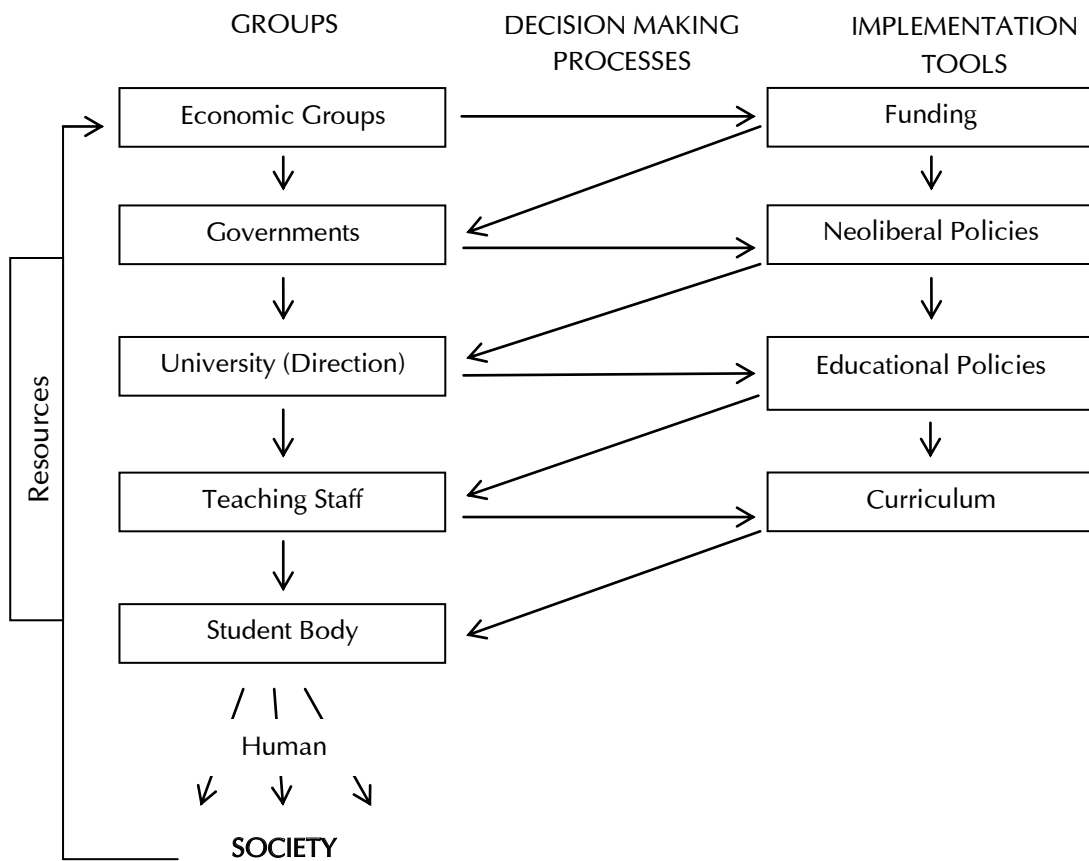 GROUPS
DECISION MAKING
PROCESSES
IMPLEMENTATION
TOOLS
Economic Groups
Funding
Governments
Neoliberal Policies
University (Direction)
Educational Policies
Resources
Teaching Staff
Curriculum
Student Body
Human
SOCIETY